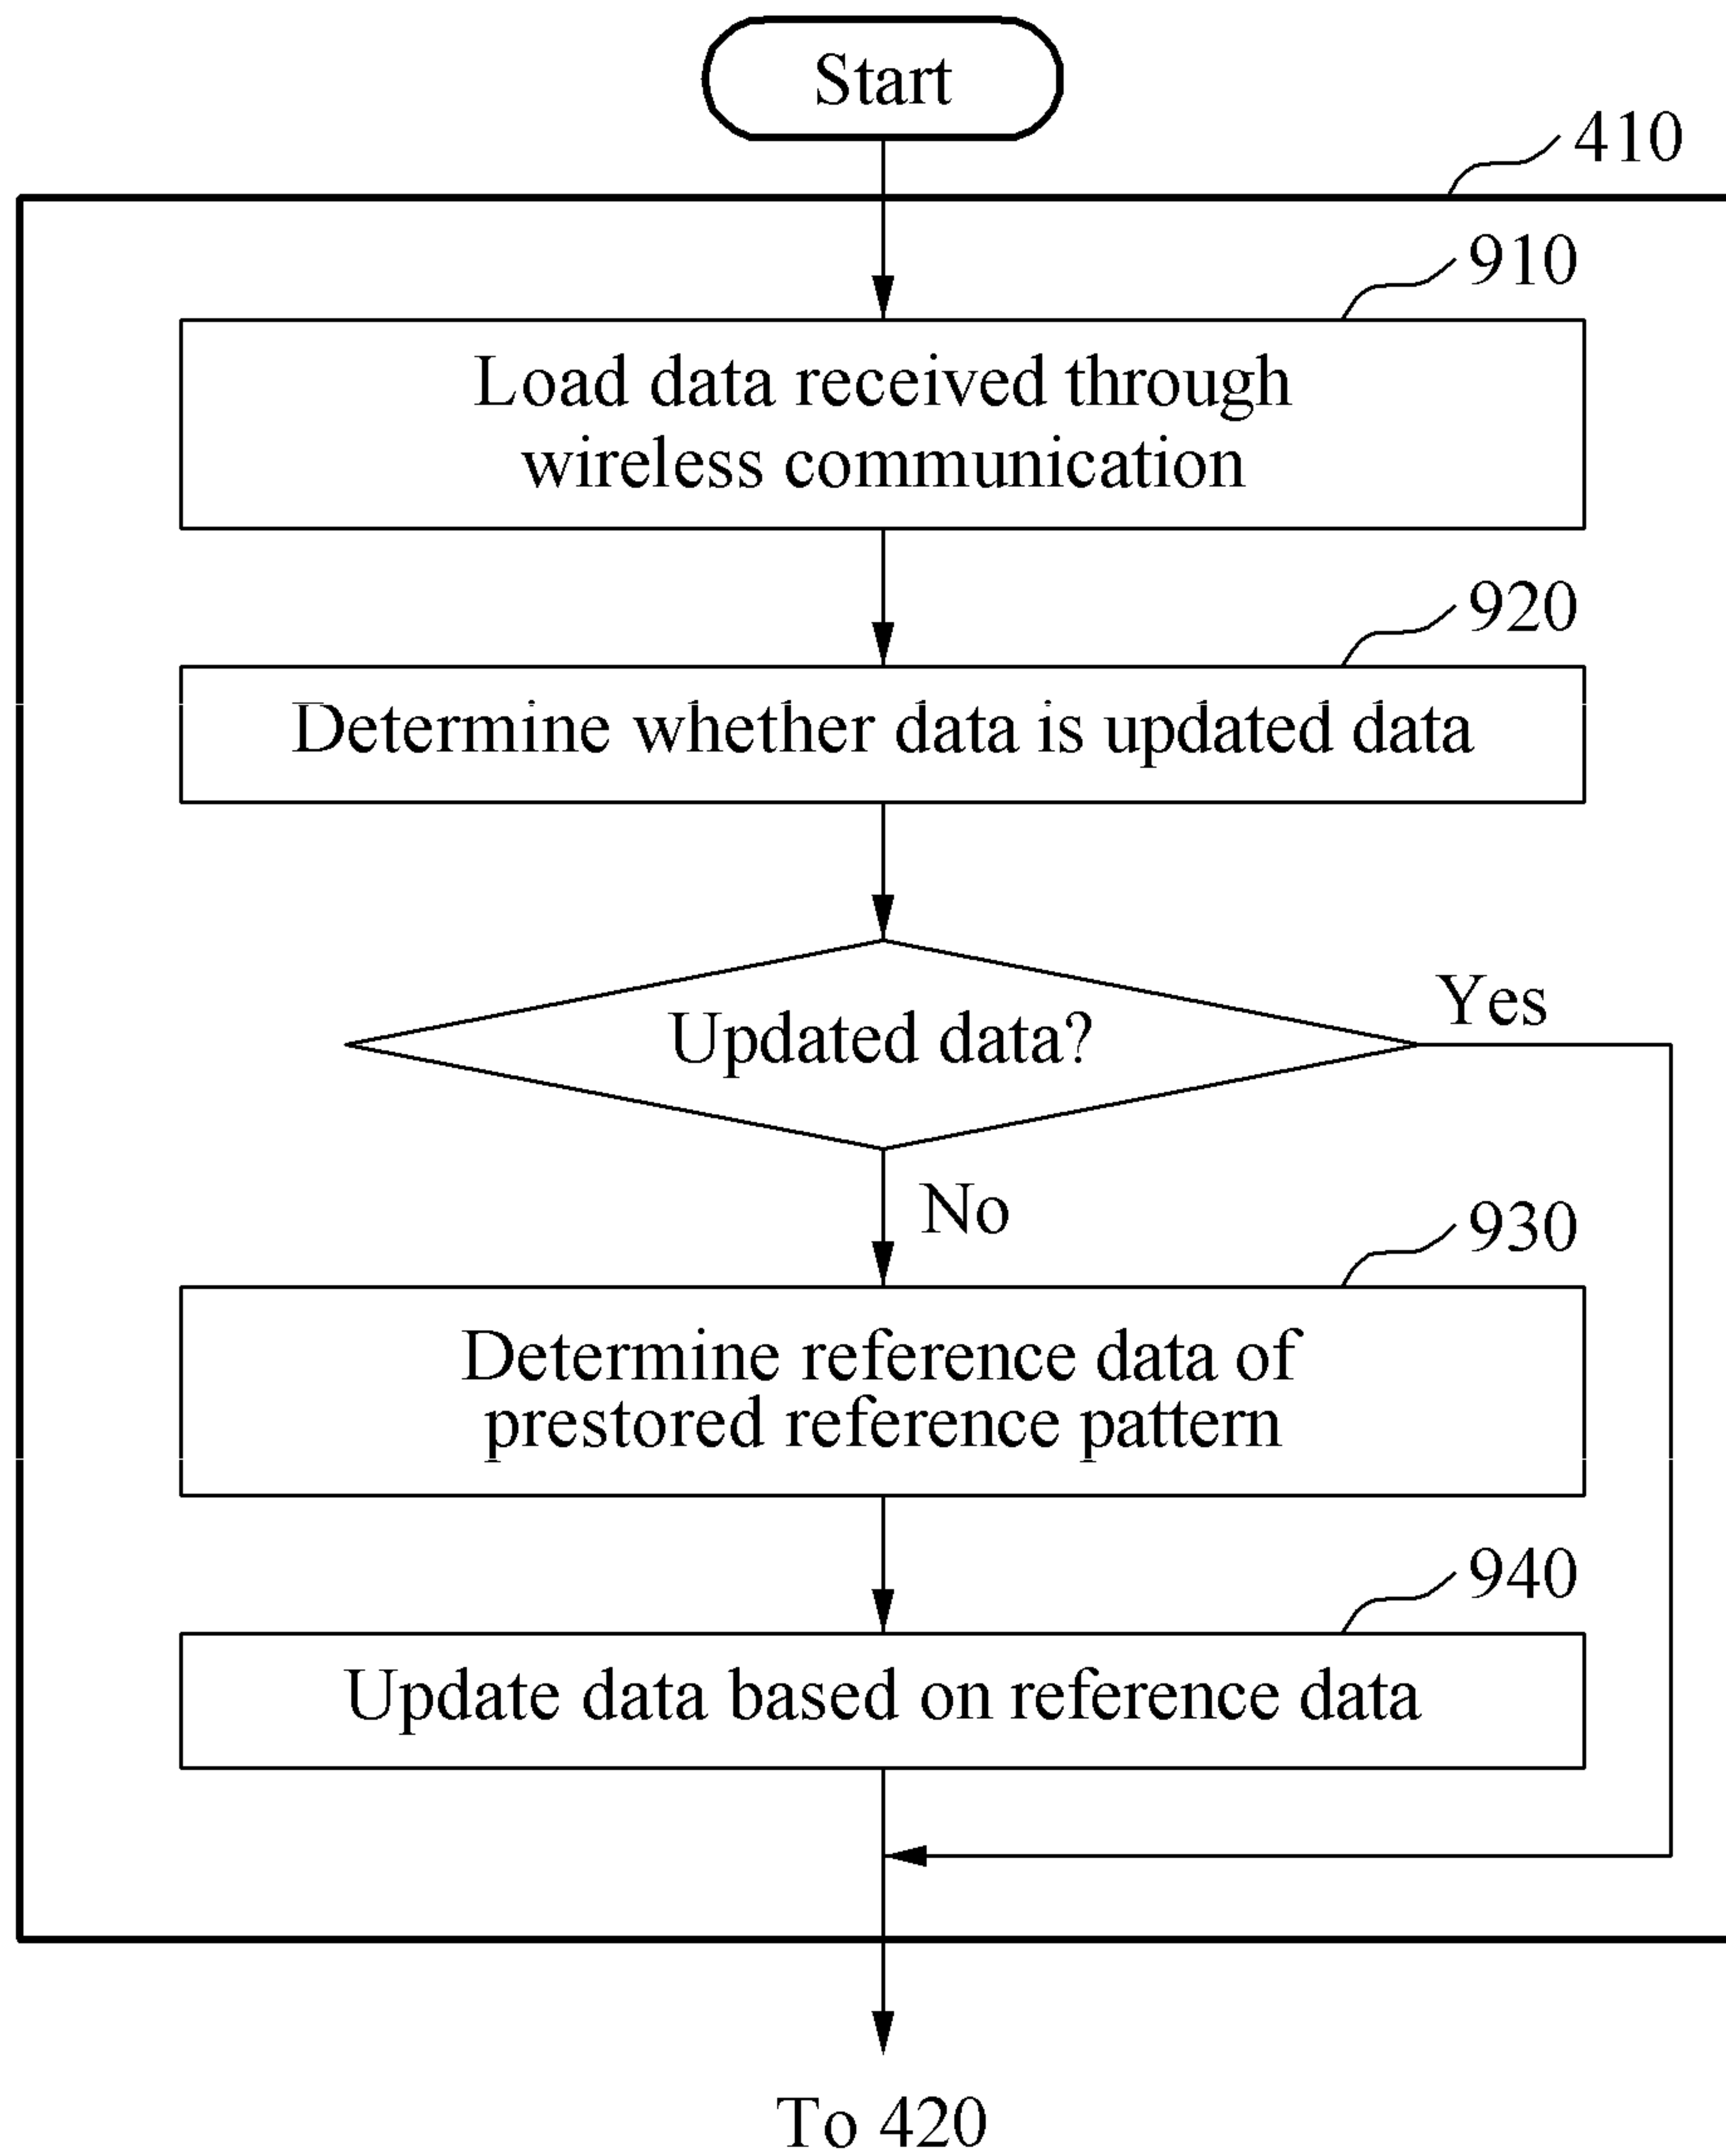 Start
410
910
Load data received through
wireless communication
920
Determine whether data is updated data
Updated data?
Yes
No
930
Determine reference data of
prestored reference pattern
940
Update data based on reference data
To 420